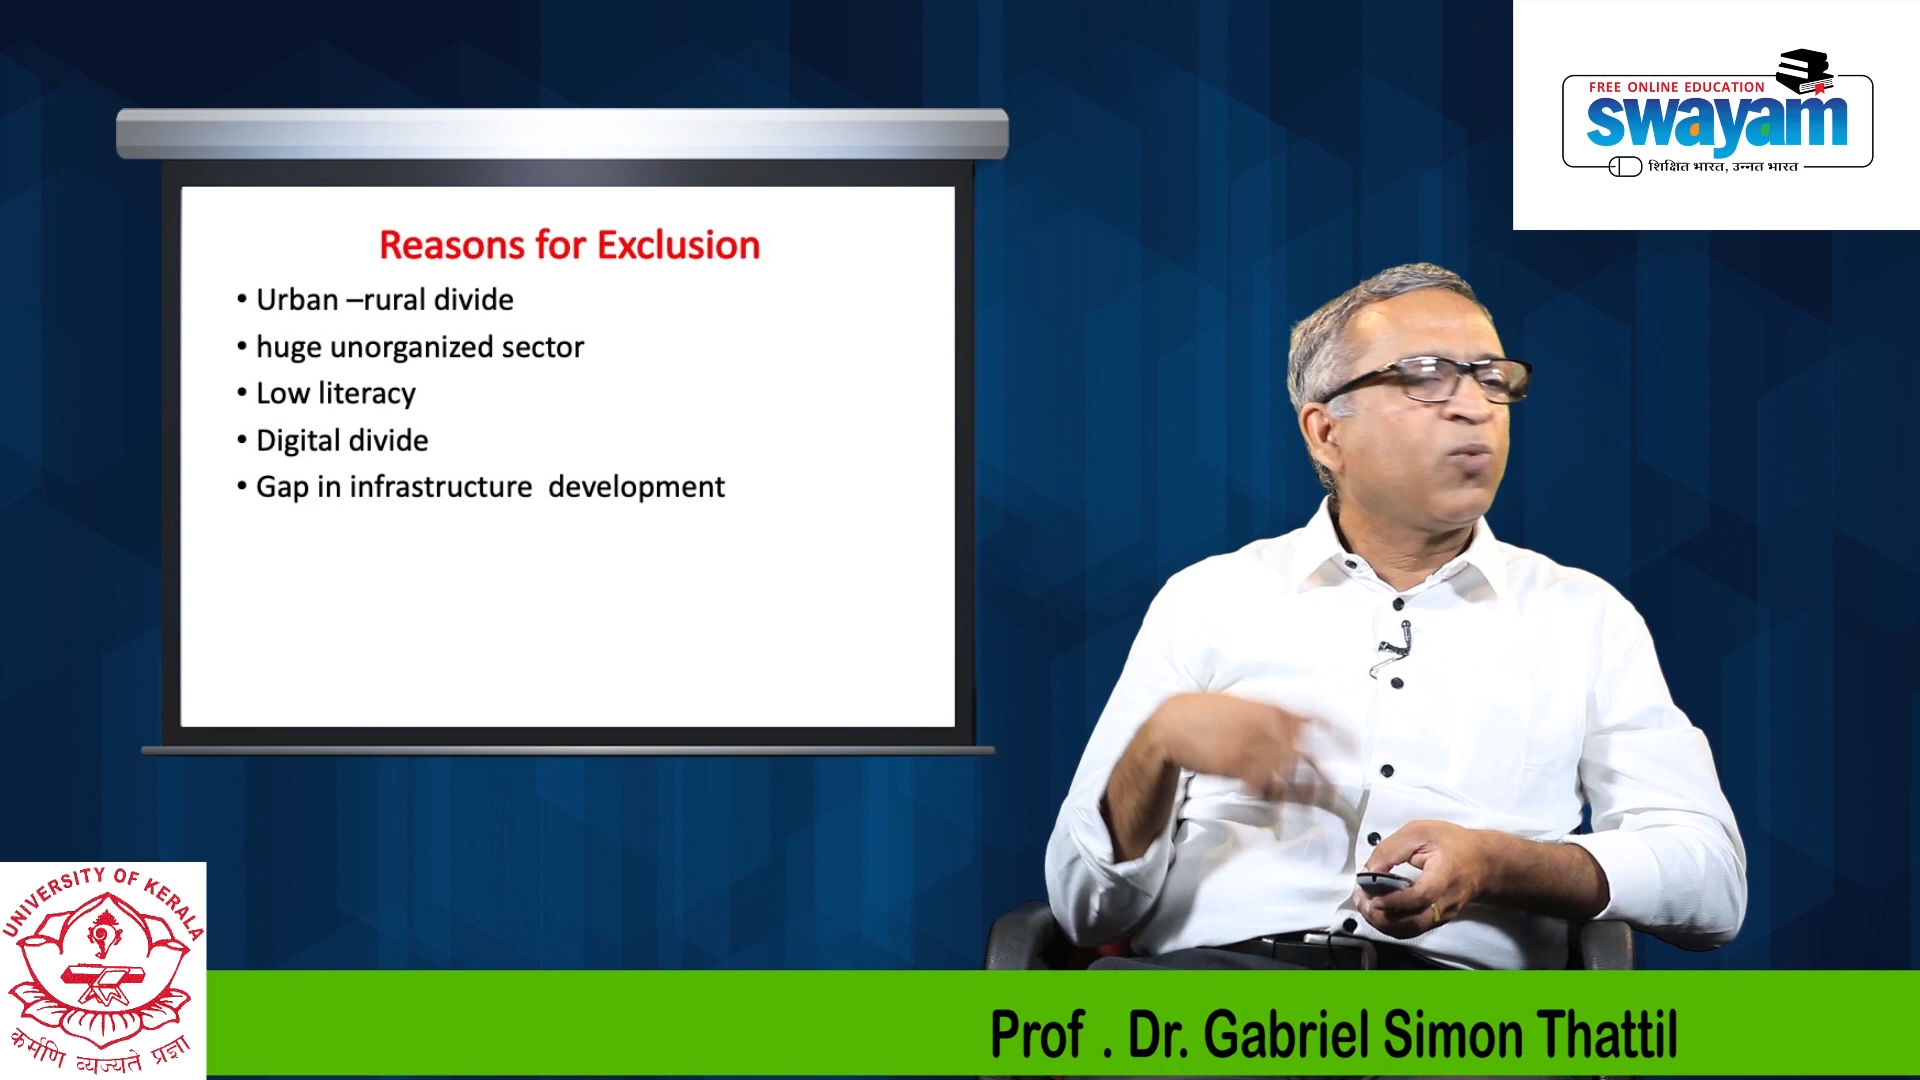 FREE ONLINE EDUCATION
swayam
शिक्षित भारत, उन्नत भारत
Reasons for Exclusion
• Urban –rural divide
• huge unorganized sector
• Low literacy
• Digital divide
• Gap in infrastructure  development
UNIVERSITY OF KERALA
कर्मणि व्यज्यते प्रज्ञा
Prof . Dr. Gabriel Simon Thattil